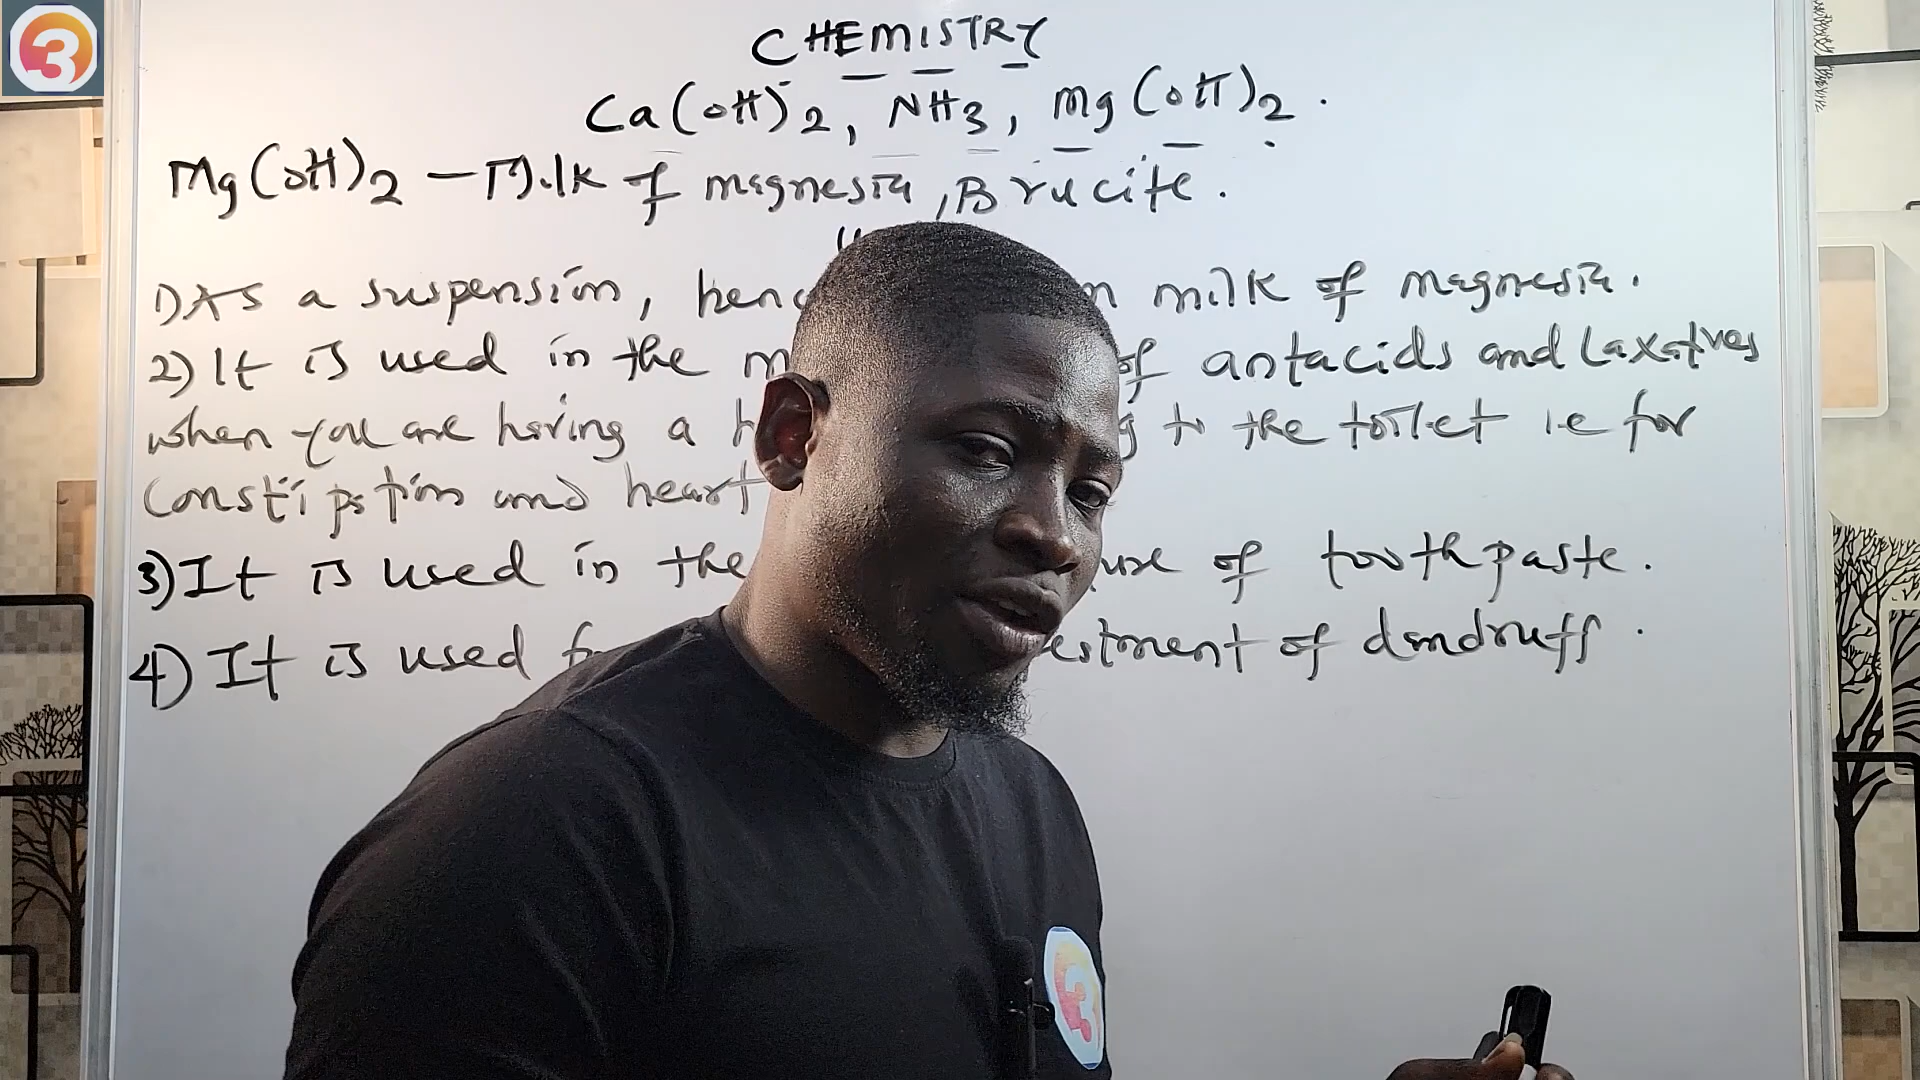 3
CHEMISTRY
Ca(OH)2, NH3, Mg(OH)2.
Mg(OH)2 – Milk of magnesia, Brucite.
1) As a suspension, milk of magnesia.
2) It is used in the of antacids and Laxatives
when you are having a to the toilet i.e for
constipation and heart
3) It is used in the of toothpaste.
4) It is used of dandruff.
3